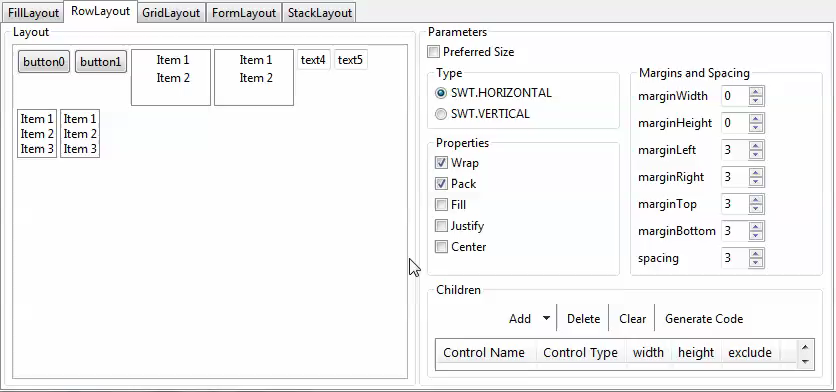 FillLayout RowLayout GridLayout FormLayout StackLayout
Layout
button0 button1 Item 1 Item 1 text4 text5
Item 2 Item 2
Item 1 Item 1
Item 2 Item 2
Item 3 Item 3
Parameters
Preferred Size
Type
SWT.HORIZONTAL
SWT.VERTICAL
Properties
Wrap
Pack
Fill
Justify
Center
Margins and Spacing
marginWidth 0
marginHeight 0
marginLeft 3
marginRight 3
marginTop 3
marginBottom 3
spacing 3
Children
Add Delete Clear Generate Code
Control Name Control Type width height exclude